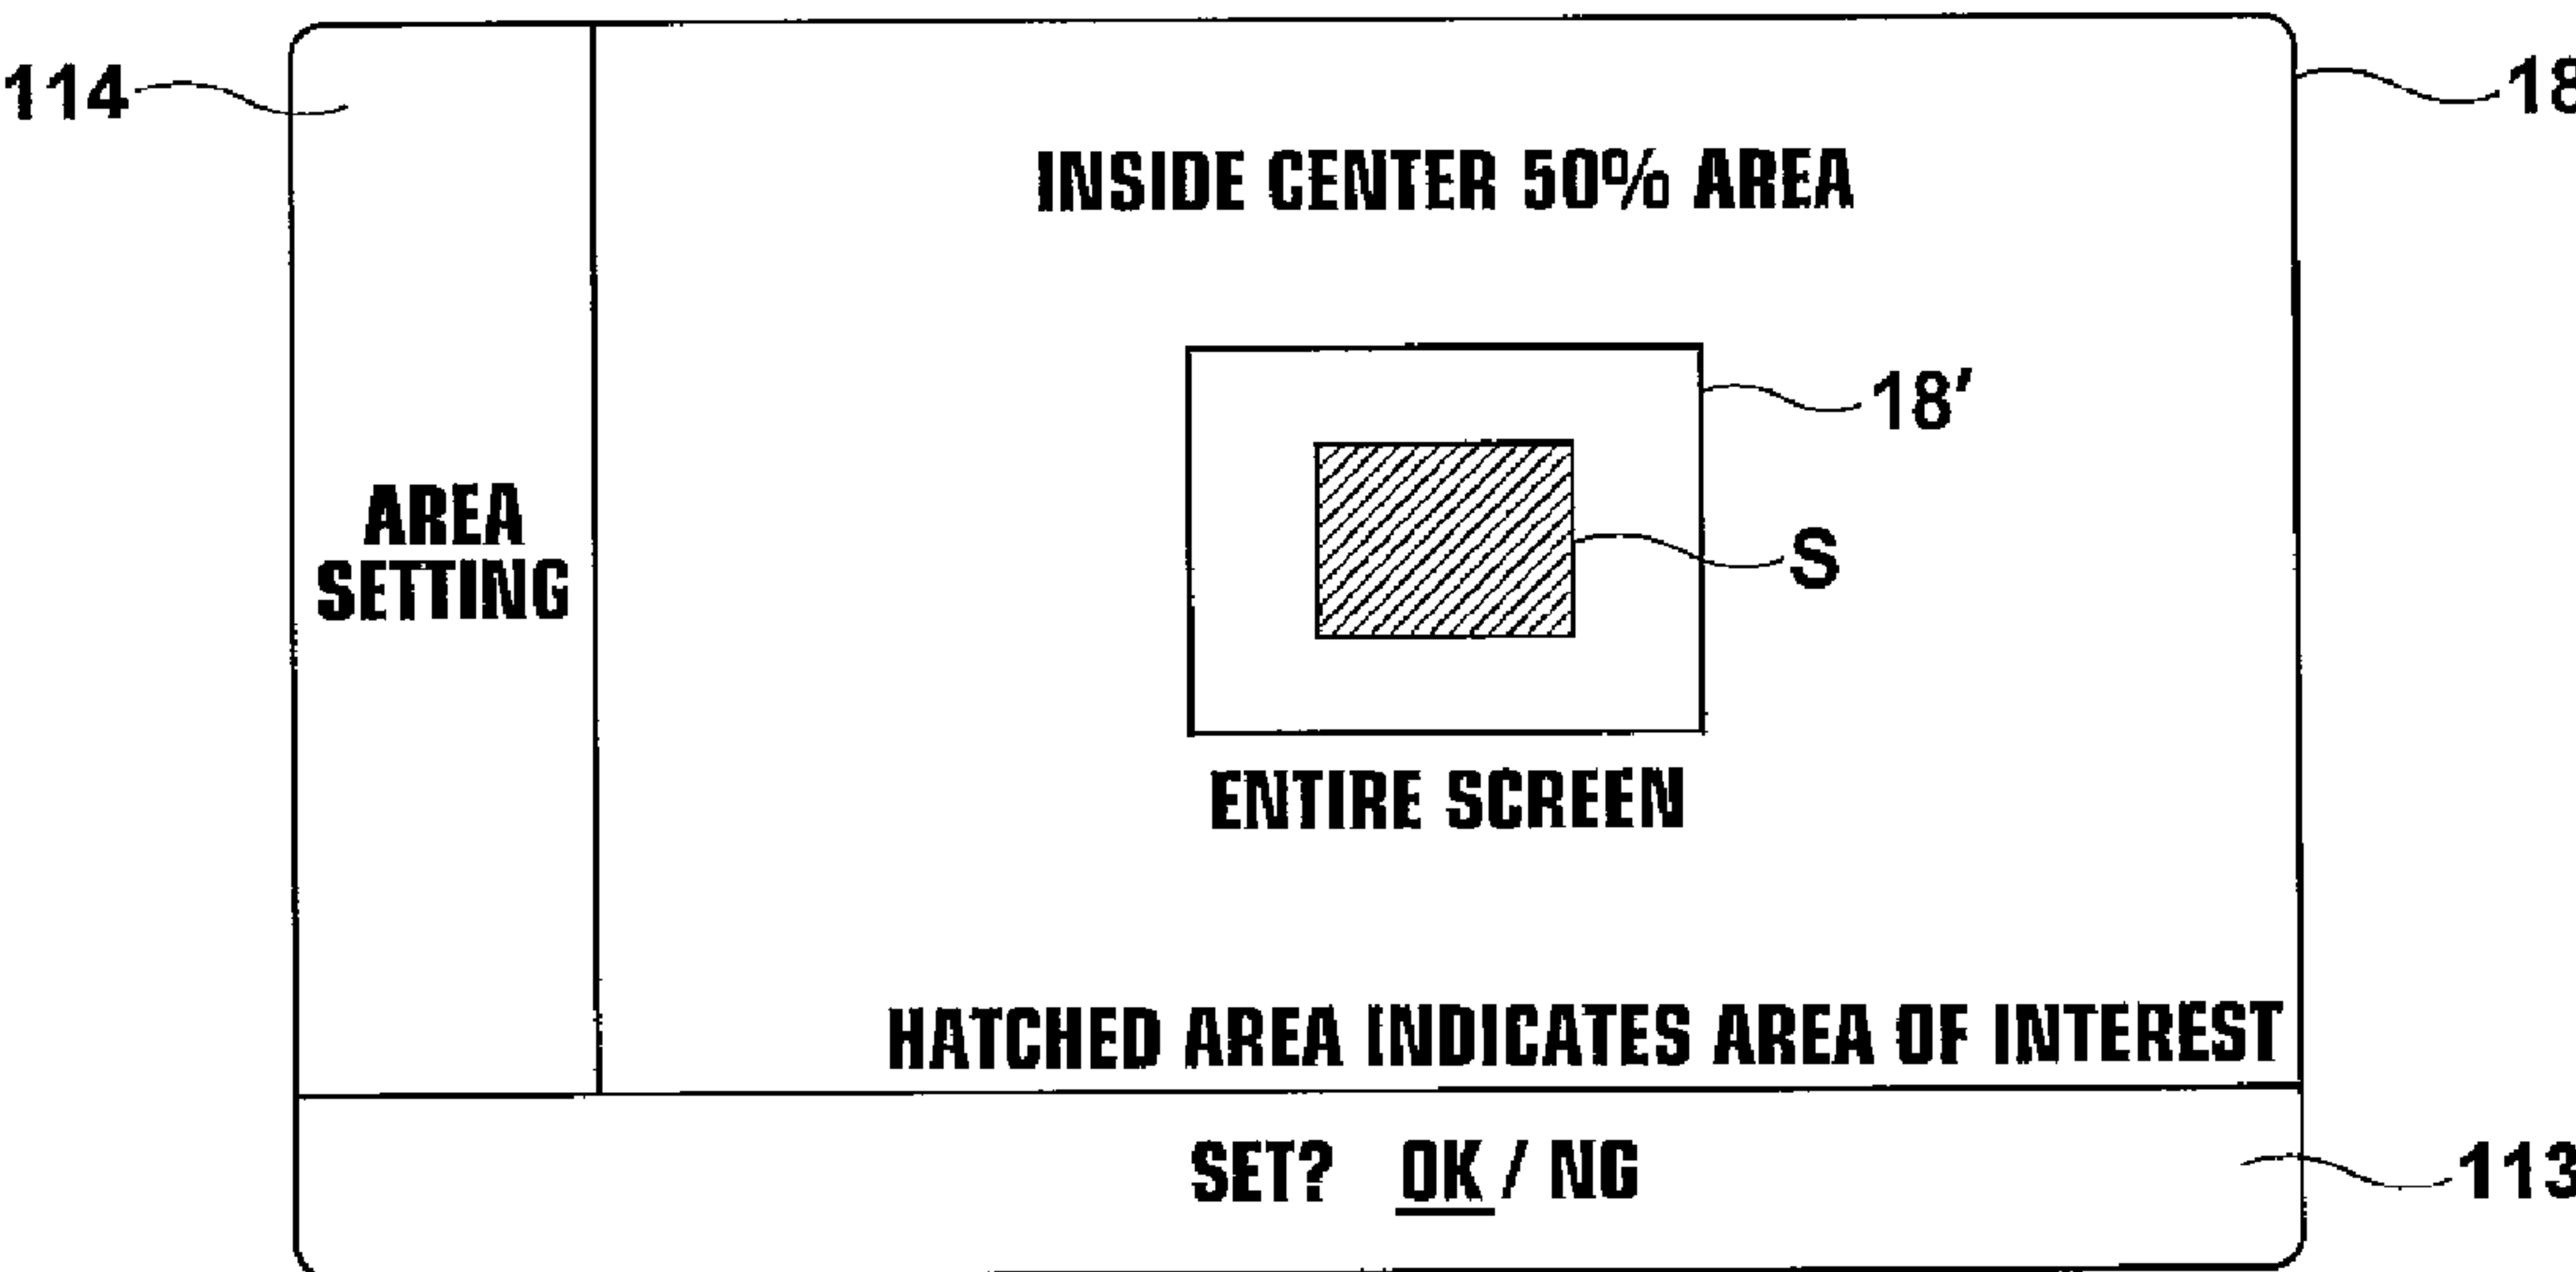 114
18
INSIDE CENTER 50% AREA
18'
AREA
SETTING
S
ENTIRE SCREEN
HATCHED AREA INDICATES AREA OF INTEREST
SET? OK / NG
113